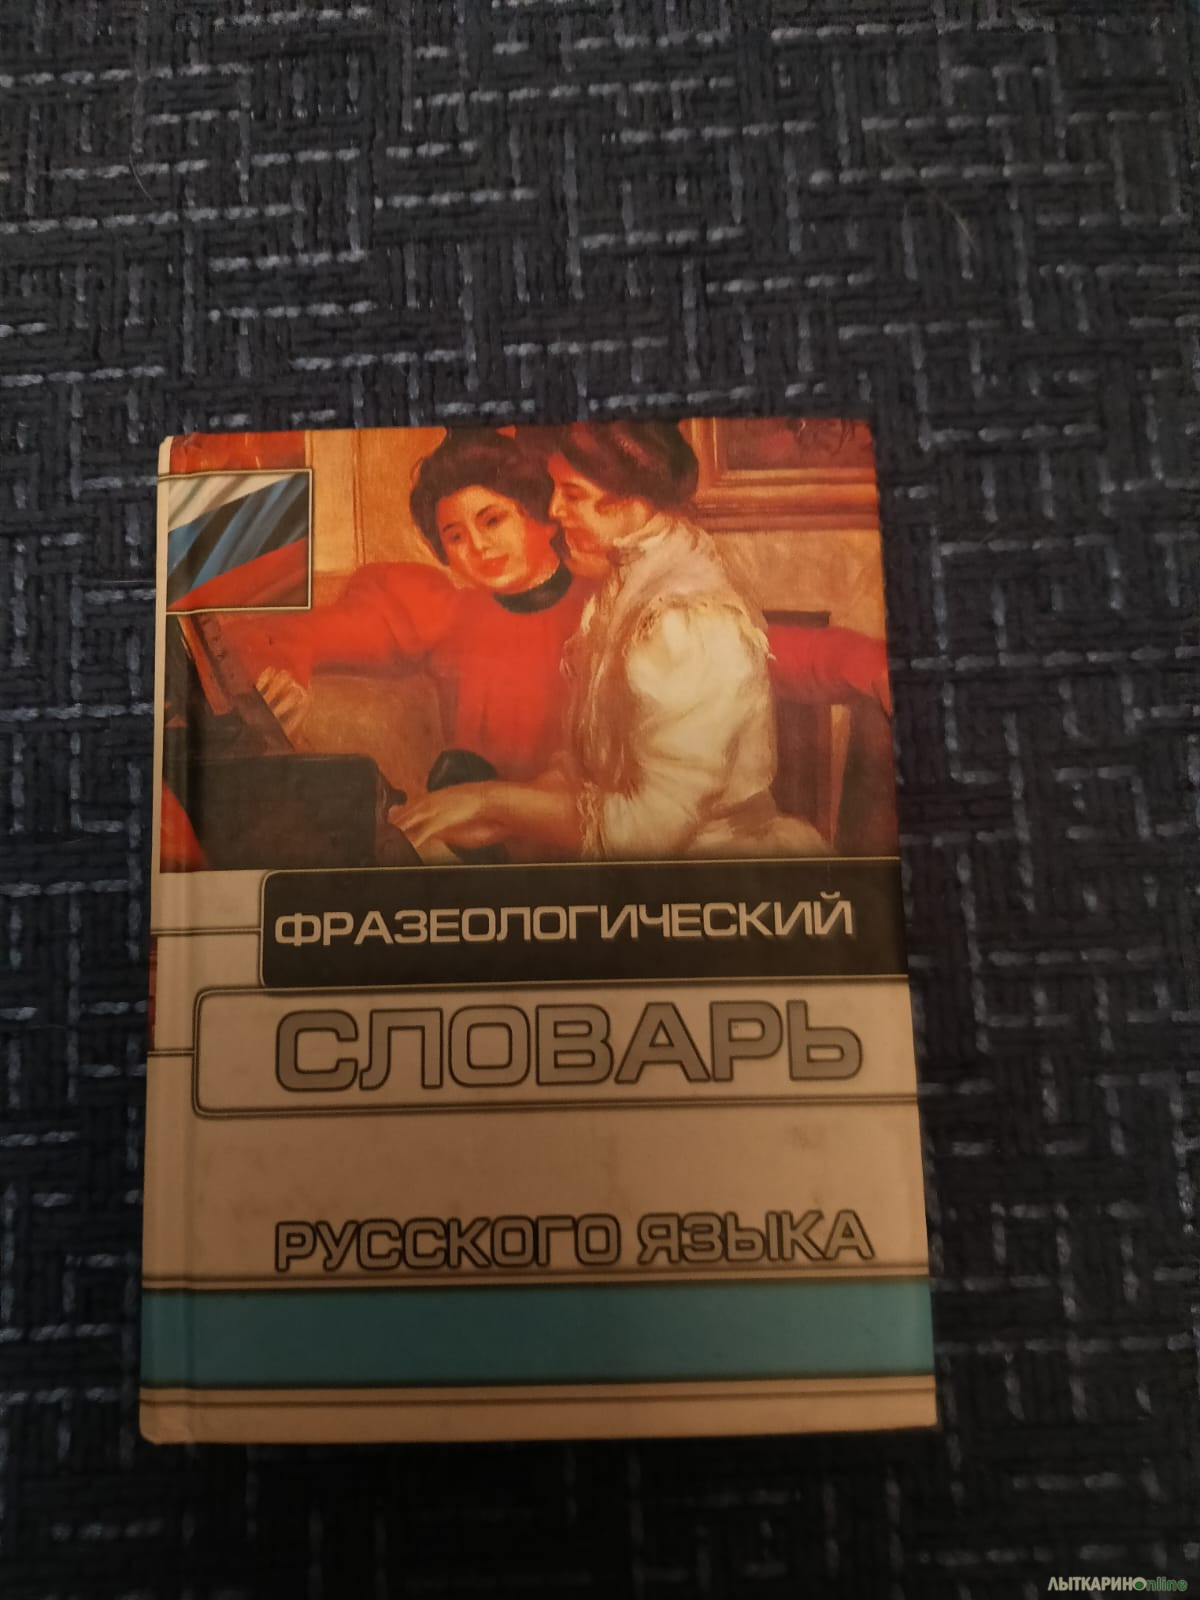 ФРАЗЕОЛОГИЧЕСКИЙ
СЛОВАРЬ
РУССКОГО ЯЗЫКА
ЛЫТКАРИНОonline